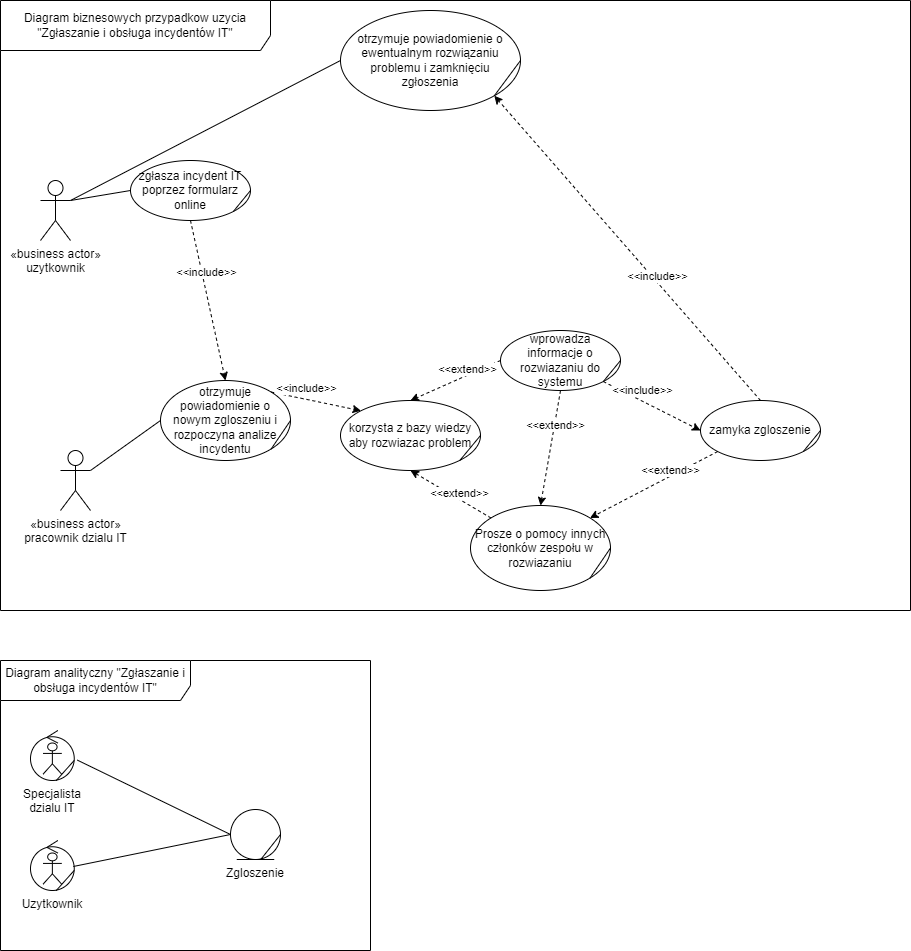 Diagram biznesowych przypadkow uzycia
"Zgłaszanie i obsługa incydentów IT"
otrzymuje powiadomienie o
ewentualnym rozwiązaniu
problemu i zamknięciu
zgłoszenia
zgłasza incydent IT
poprzez formularz
online
«business actor»
uzytkownik
<<include>>
<<include>>
wprowadza
informacje o
rozwiazaniu do
systemu
<<extend>>
<<include>>
<<include>>
otrzymuje
powiadomienie o
nowym zgloszeniu i
rozpoczyna analize
incydentu
korzysta z bazy wiedzy
aby rozwiazac problem
<<extend>>
zamyka zgloszenie
<<extend>>
<<extend>>
«business actor»
pracownik dzialu IT
Prosze o pomocy innych
członków zespołu w
rozwiazaniu
Diagram analityczny "Zgłaszanie i
obsługa incydentów IT"
Specjalista
dzialu IT
Zgloszenie
Uzytkownik